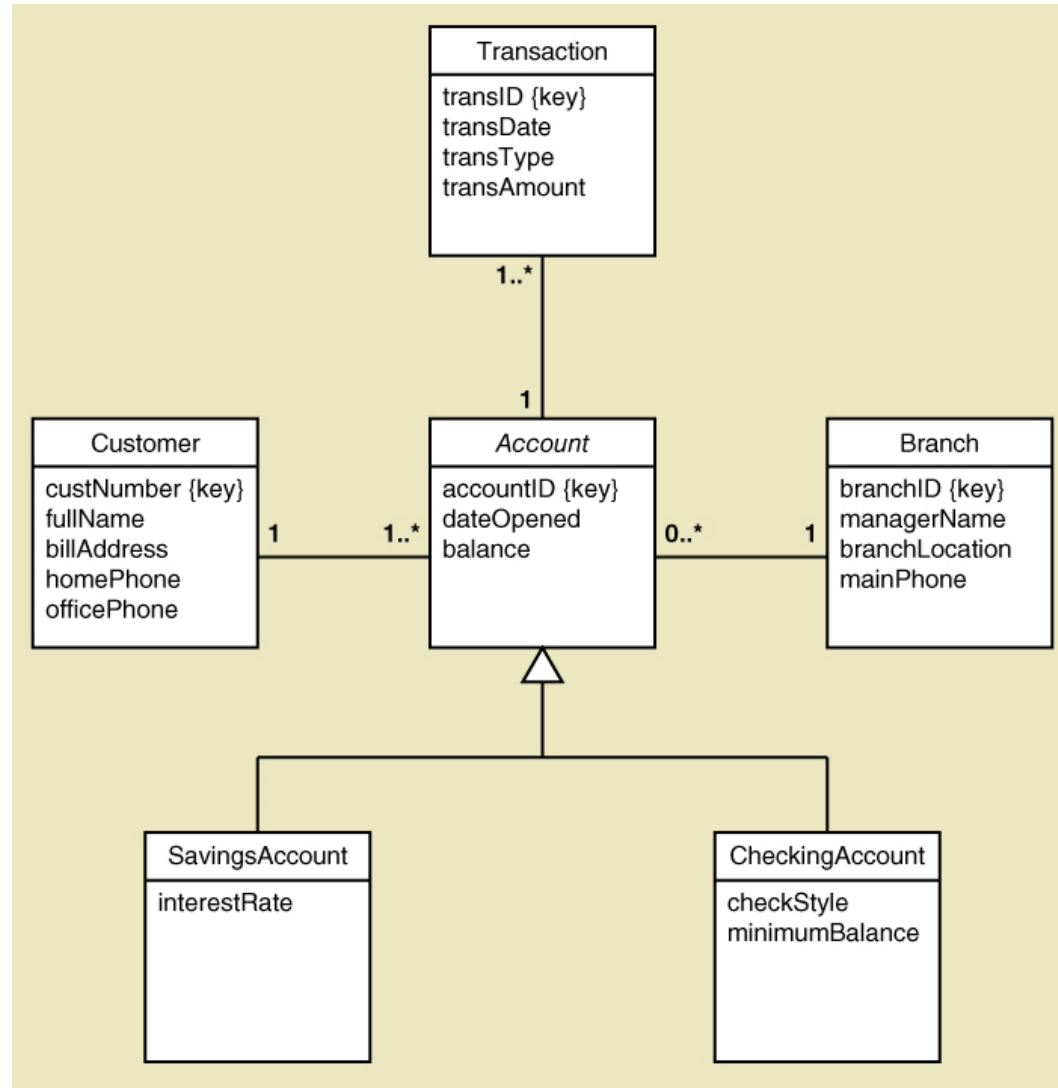 Transaction
transID {key}
transDate
transType
transAmount
1..*
1
Customer
custNumber {key}
fullName
billAddress
homePhone
officePhone
1
1..*
Account
accountID {key}
dateOpened
balance
0..*
1
Branch
branchID {key}
managerName
branchLocation
mainPhone
SavingsAccount
interestRate
CheckingAccount
checkStyle
minimumBalance